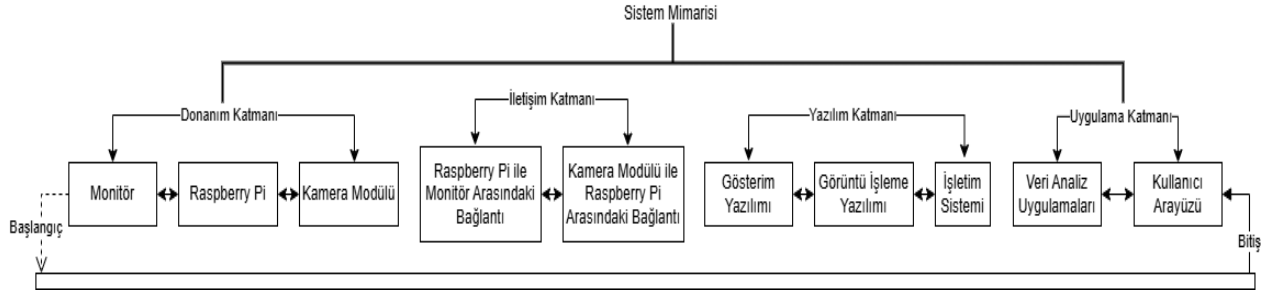 Sistem Mimarisi
Donanım Katmanı
İletişim Katmanı
Yazılım Katmanı
Uygulama Katmanı
Monitör
Raspberry Pi
Kamera Modülü
Raspberry Pi ile
Monitör Arasındaki
Bağlantı
Kamera Modülü ile
Raspberry Pi
Arasındaki Bağlantı
Gösterim
Yazılımı
Görüntü İşleme
Yazılımı
İşletim
Sistemi
Veri Analiz
Uygulamaları
Kullanıcı
Arayüzü
Başlangıç
Bitiş